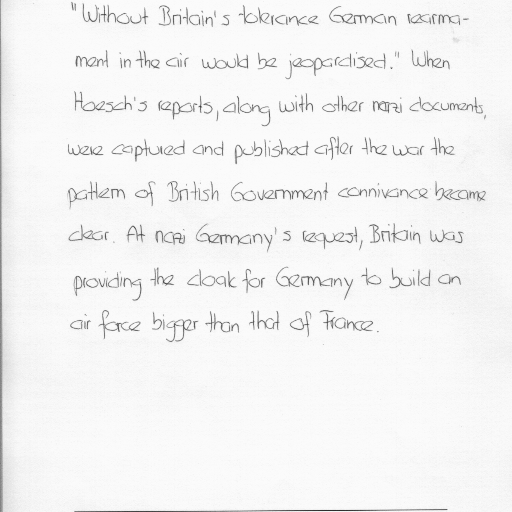 "Without Britain's tolerance German rearma-
ment in the air would be jeopardised." When
Hoesch's reports, along with other nazi documents,
were captured and published after the war the
pattern of British Government connivance became
clear. At nazi Germany's request, Britain was
providing the cloak for Germany to build an
air force bigger than that of France.